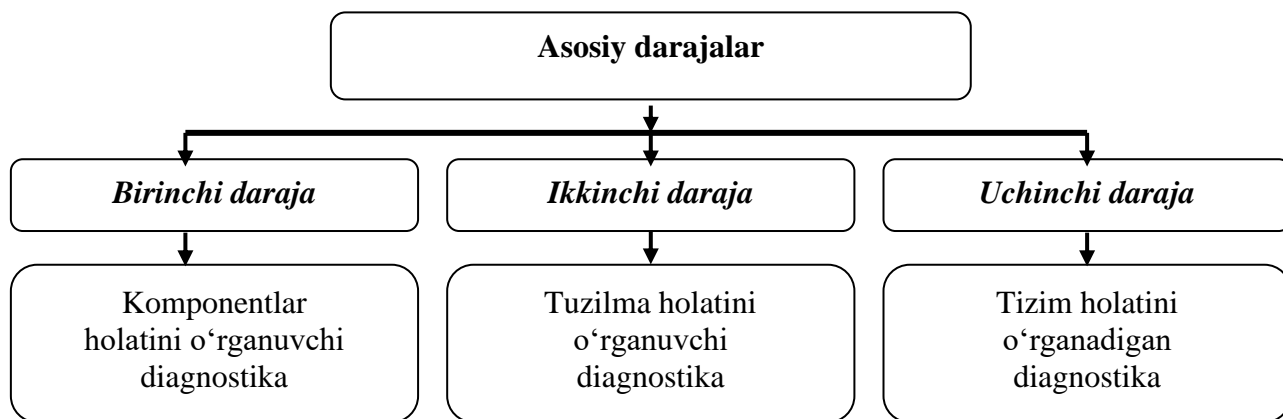 Asosiy darajalar
Birinchi daraja
Ikkinchi daraja
Uchinchi daraja
Komponentlar
holatini o‘rganuvchi
diagnostika
Tuzilma holatini
o‘rganuvchi
diagnostika
Tizim holatini
o‘rganadigan
diagnostika